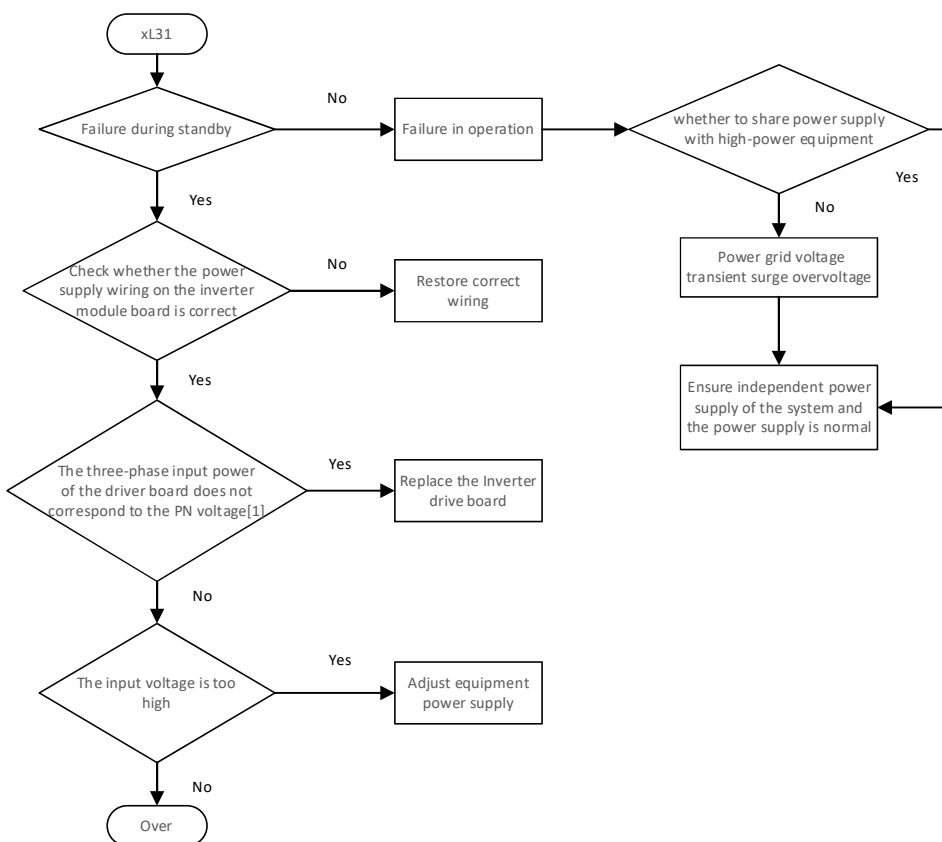 xL31
Failure during standby
No
Failure in operation
whether to share power supply
with high-power equipment
Yes
Yes
No
Power grid voltage
transient surge overvoltage
Check whether the power
supply wiring on the inverter
module board is correct
No
Restore correct
wiring
Ensure independent power
supply of the system and
the power supply is normal
Yes
The three-phase input power
of the driver board does not
correspond to the PN voltage[1]
Yes
Replace the Inverter
drive board
No
The input voltage is too
high
Yes
Adjust equipment
power supply
No
Over